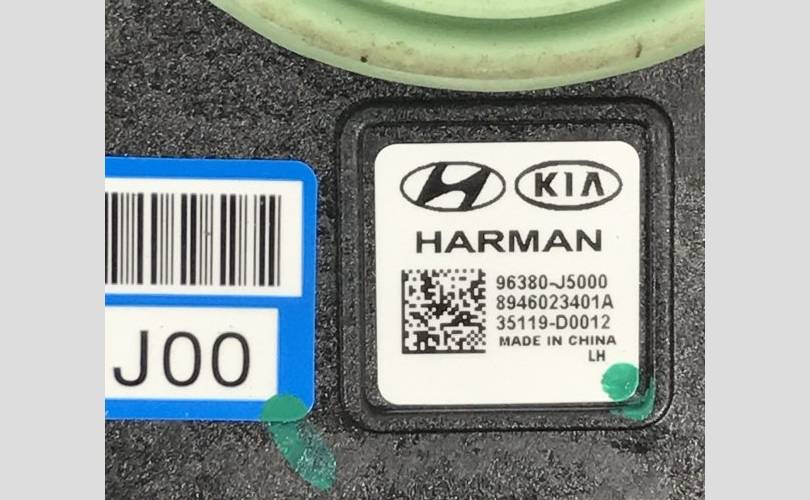 KIA
HARMAN
96380-J5000
8946023401A
35119-D0012
MADE IN CHINA
LH
J00